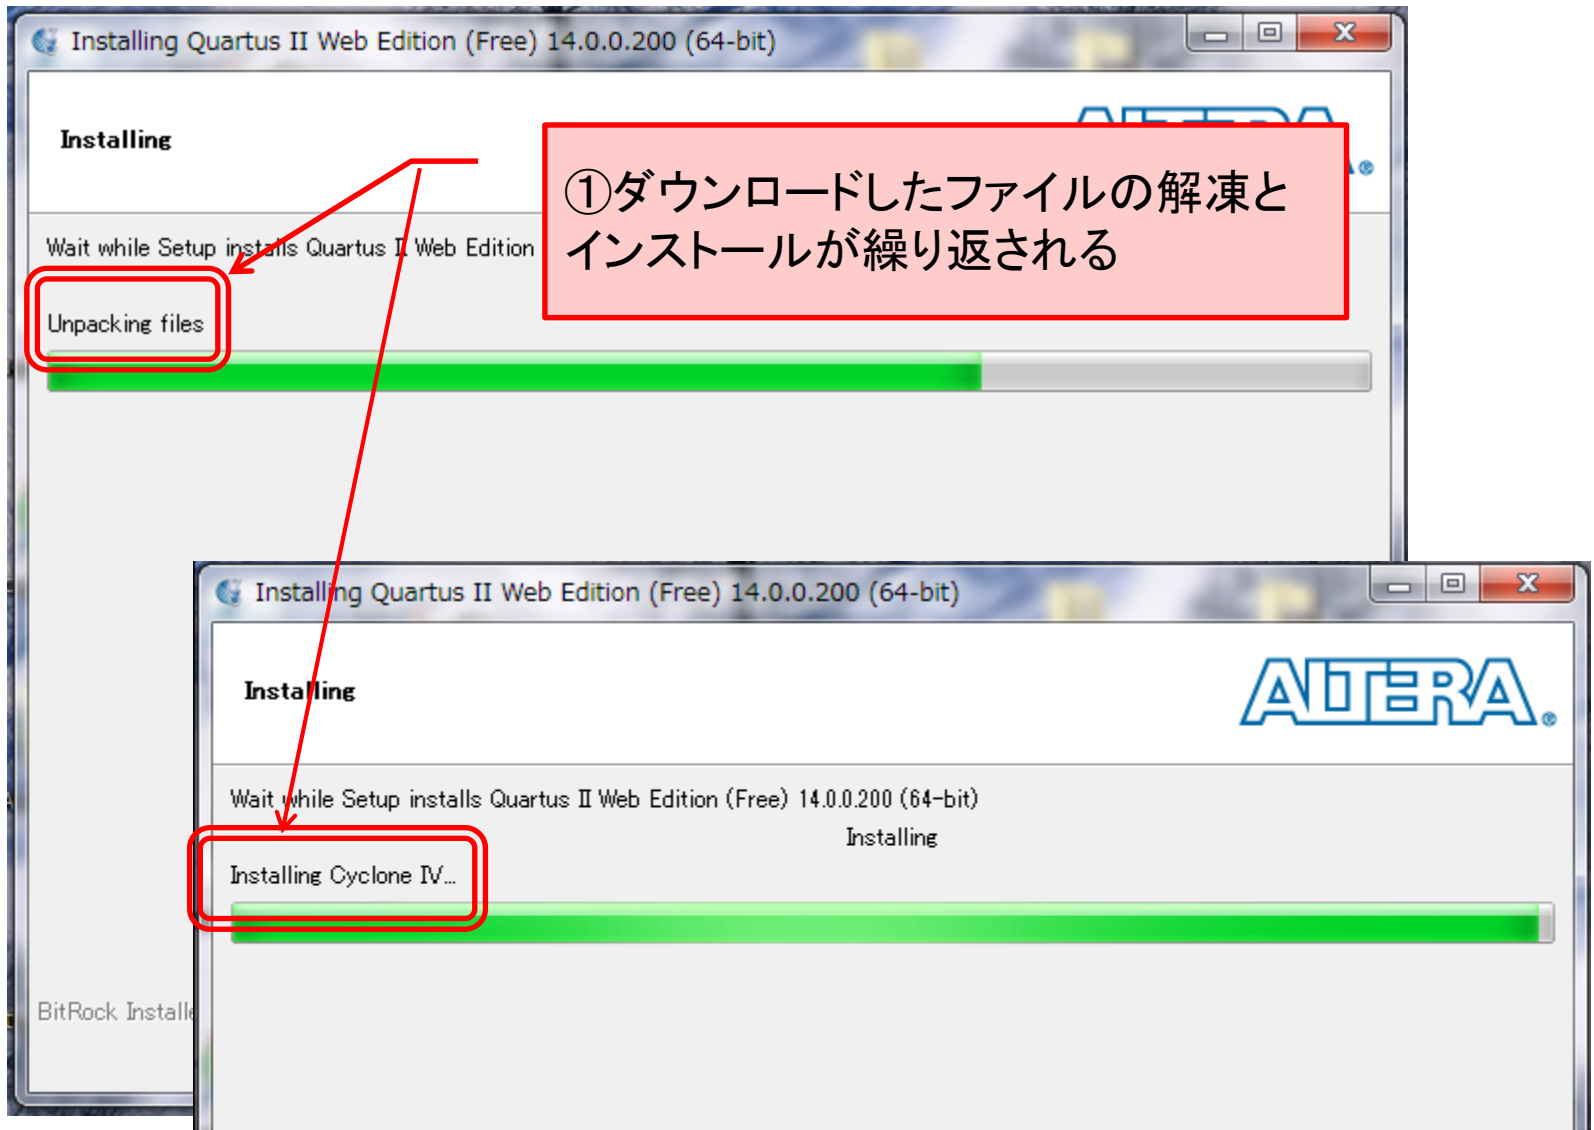 Installing Quartus II Web Edition (Free) 14.0.0.200 (64-bit)
Installing
①ダウンロードしたファイルの解凍と
インストールが繰り返される
Wait while Setup installs Quartus II Web Edition
Unpacking files
Installing Quartus II Web Edition (Free) 14.0.0.200 (64-bit)
Installing
ALTERA®
Wait while Setup installs Quartus II Web Edition (Free) 14.0.0.200 (64-bit)
Installing
Installing Cyclone IV...
BitRock